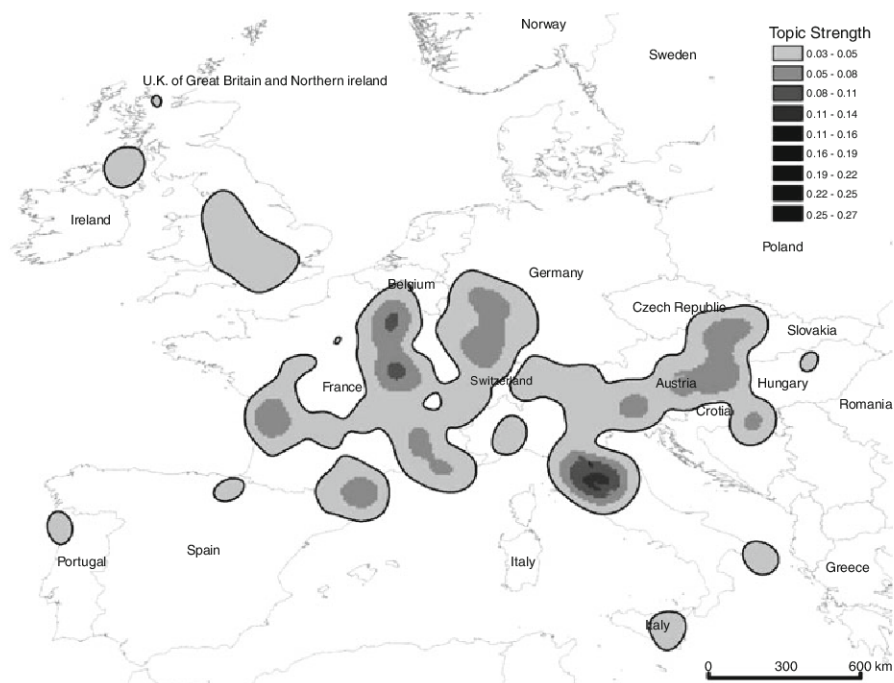 Norway
Topic Strength
Sweden
0.03 - 0.05
0.05 - 0.08
U.K. of Great Britain and Northern ireland
0.08 - 0.11
0.11 - 0.14
0.11 - 0.16
0.16 - 0.19
0.19 - 0.22
0.22 - 0.25
0.25 - 0.27
Ireland
Poland
Germany
Belgium
Czech Republic
Slovakia
France
Switzerland
Austria
Hungary
Romania
Crotia
Spain
Portugal
Italy
Greece
Italy
0 300 600 km